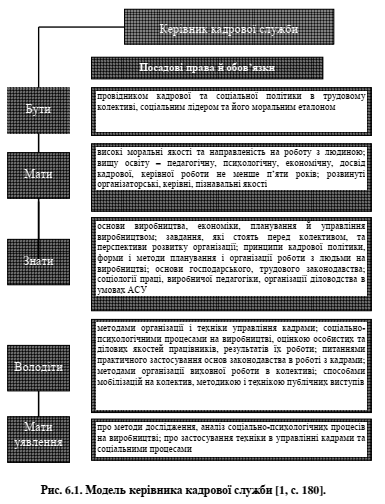 Керівник кадрової служби
Посадові права й обов'язки
Бути
провідником кадрової та соціальної політики в трудовому
колективі, соціальним лідером та його моральним еталоном
Мати
високі моральні якості та направленість на роботу з людиною;
вищу освіту – педагогічну, психологічну, економічну, досвід
кадрової, керівної роботи не менше п'яти років; розвинуті
організаторські, керівні, пізнавальні якості
Знати
основи виробництва, економіки, планування й управління
виробництвом; завдання, які стоять перед колективом, та
перспективи розвитку організації; принципи кадрової політики,
форми і методи планування і організації роботи з людьми на
виробництві; основи господарського, трудового законодавства;
соціології праці, виробничої педагогіки, організації діловодства в
умовах АСУ
Володіти
методами організації і техніки управління кадрами; соціально-
психологічними процесами на виробництві, оцінкою особистих та
ділових якостей працівників, результатів їх роботи; питаннями
практичного застосування основ законодавства в роботі з кадрами;
методами організації виховної роботи в колективі; способами
мобілізацій на колектив, методикою і технікою публічних виступів
Мати
уявлення
про методи дослідження, аналіз соціально-психологічних процесів
на виробництві; про застосування техніки в управлінні кадрами та
соціальними процесами
Рис. 6.1. Модель керівника кадрової служби [1, с. 180].